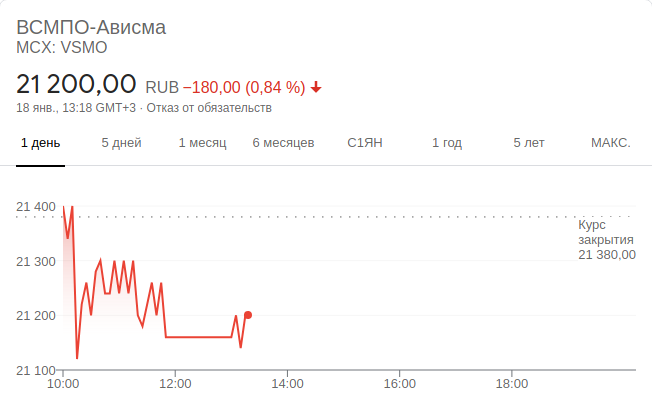 ВСМПО-Ависма
MCX: VSMO
21 200,00 RUB −180,00 (0,84 %)
18 янв., 13:18 GMT+3 · Отказ от обязательств
1 день 5 дней 1 месяц 6 месяцев С1ЯН 1 год 5 лет МАКС.
21 400
Курс
закрытия
21 380,00
21 300
21 200
21 100
10:00 12:00 14:00 16:00 18:00